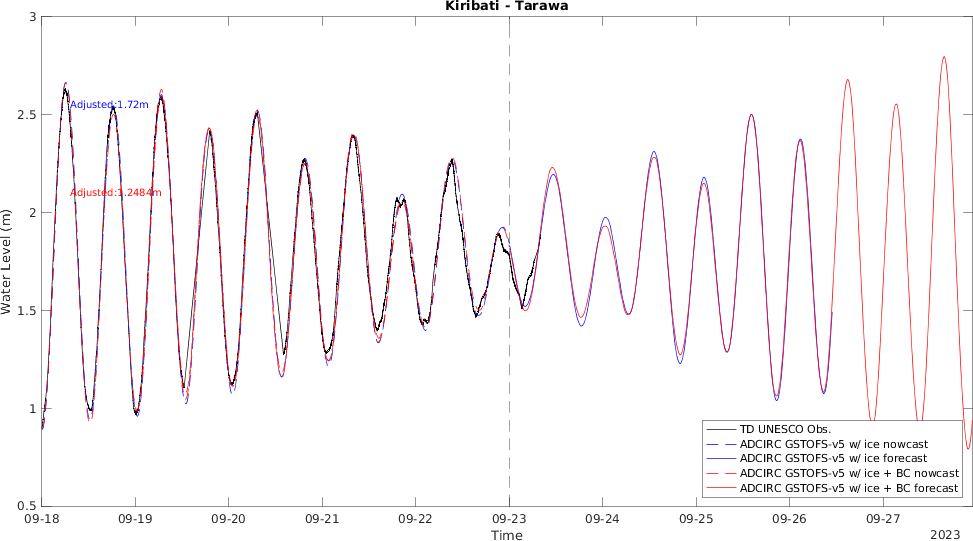 Kiribati - Tarawa
3
2.5
2
1.5
1
0.5
Water Level (m)
Adjusted:1.72m
Adjusted:1.2484m
TD UNESCO Obs.
ADCIRC GSTOFS-v5 w/ ice nowcast
ADCIRC GSTOFS-v5 w/ ice forecast
ADCIRC GSTOFS-v5 w/ ice + BC nowcast
ADCIRC GSTOFS-v5 w/ ice + BC forecast
09-18 09-19 09-20 09-21 09-22 09-23 09-24 09-25 09-26 09-27
Time
2023